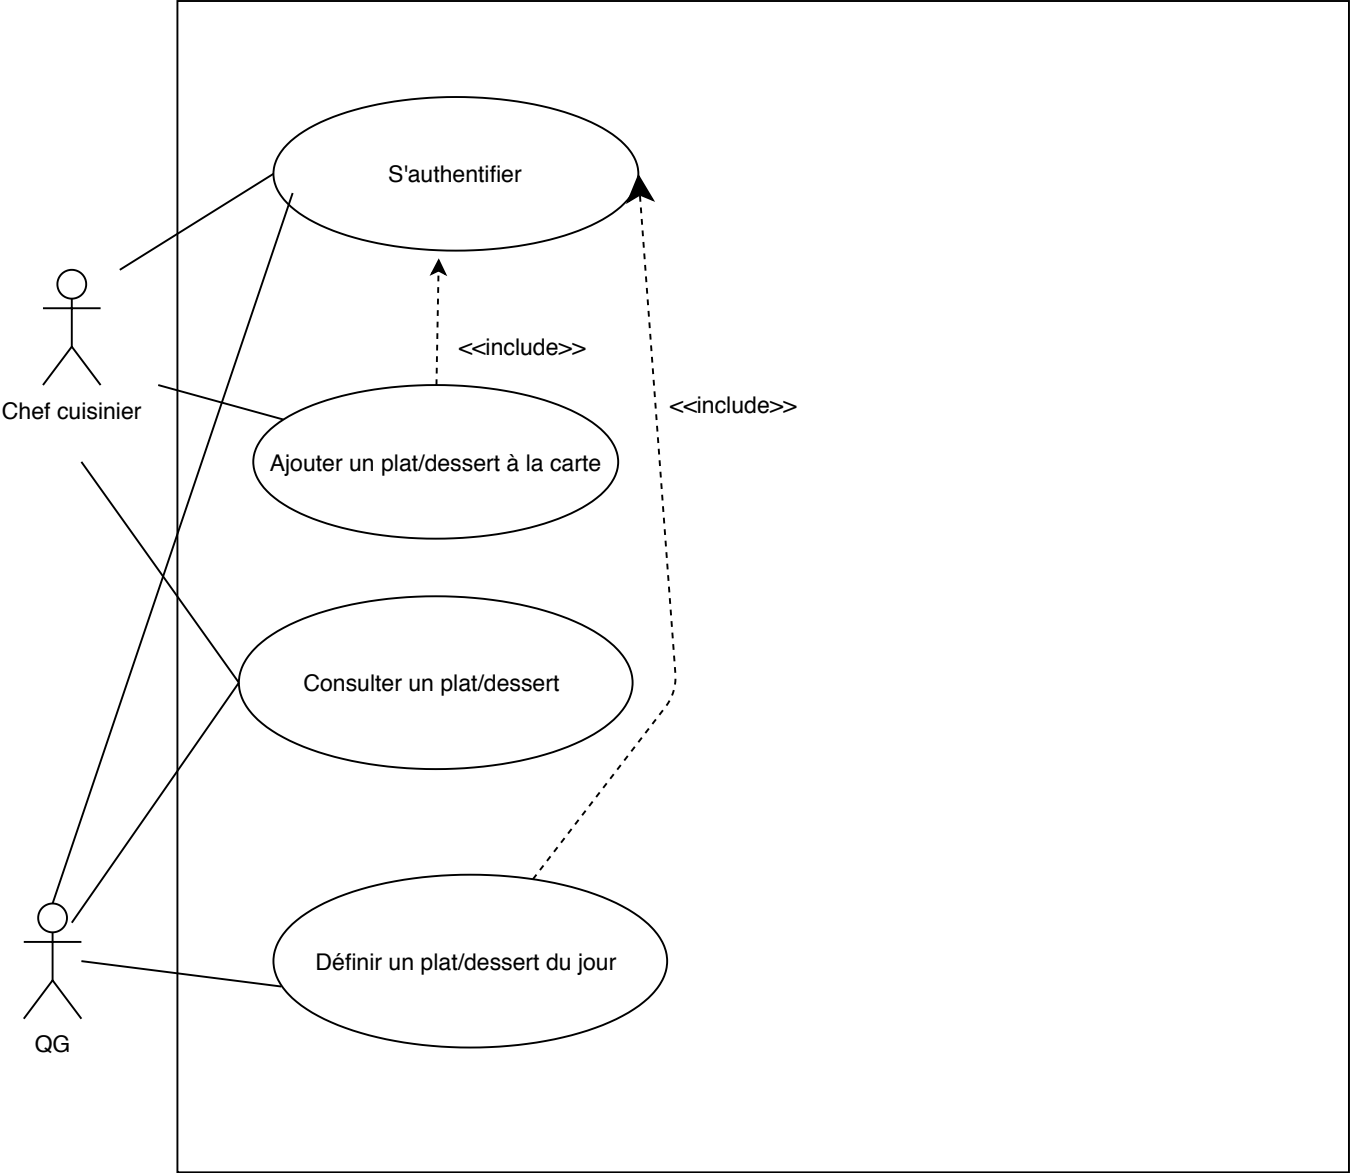 S'authentifier
<<include>>
<<include>>
Chef cuisinier
Ajouter un plat/dessert à la carte
Consulter un plat/dessert
Définir un plat/dessert du jour
QG